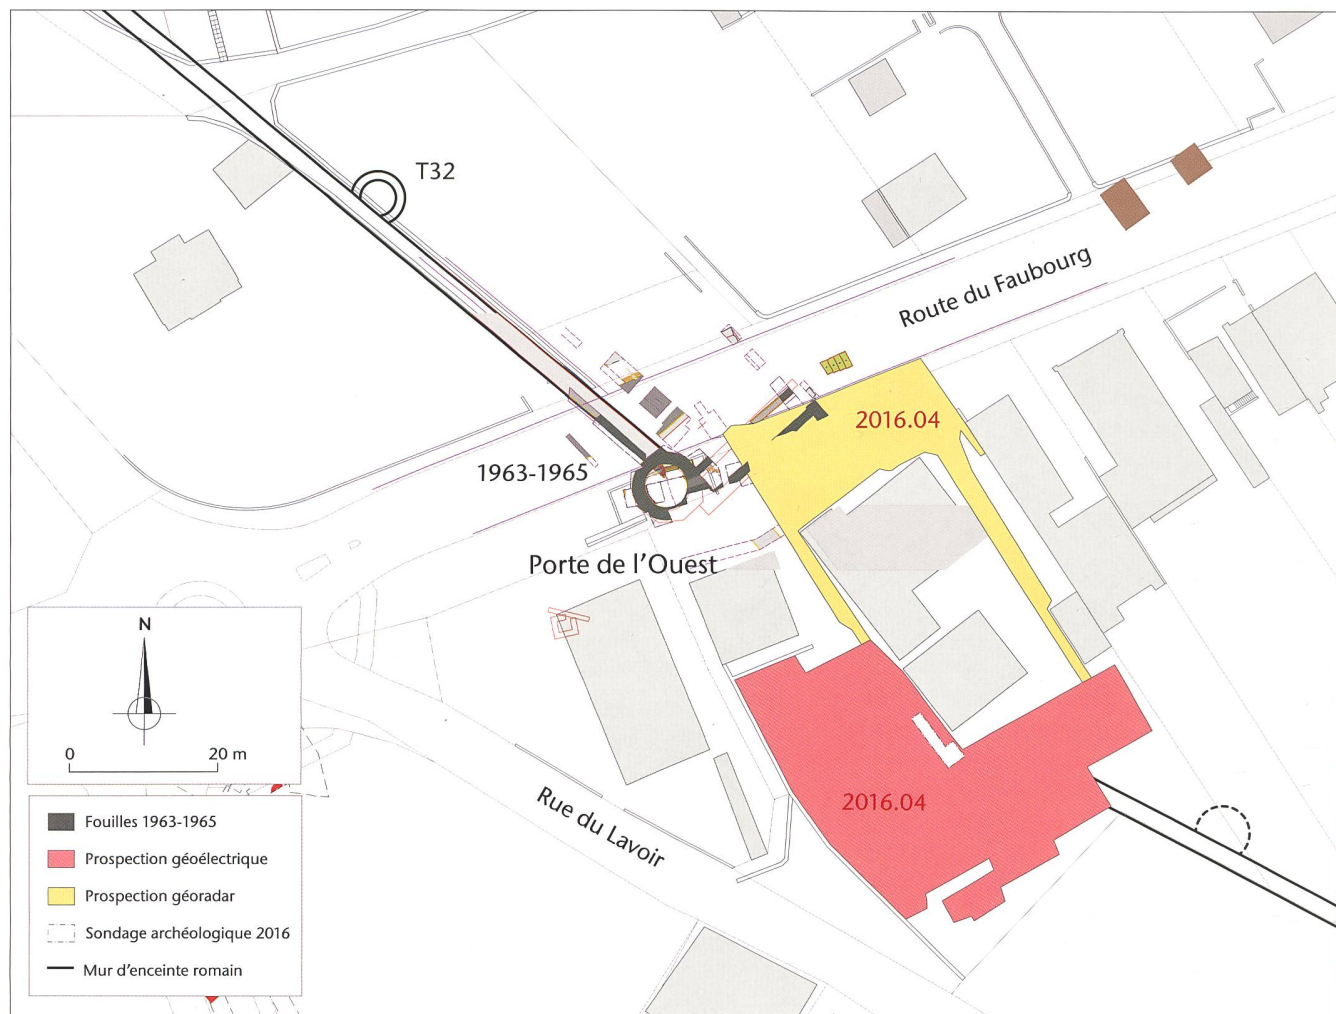 T32
Route du Faubourg
2016.04
1963-1965
Porte de l'Ouest
N
0 20 m
2016.04
Rue du Lavoir
Fouilles 1963-1965
Prospection géoélectrique
Prospection géoradar
Sondage archéologique 2016
Mur d'enceinte romain